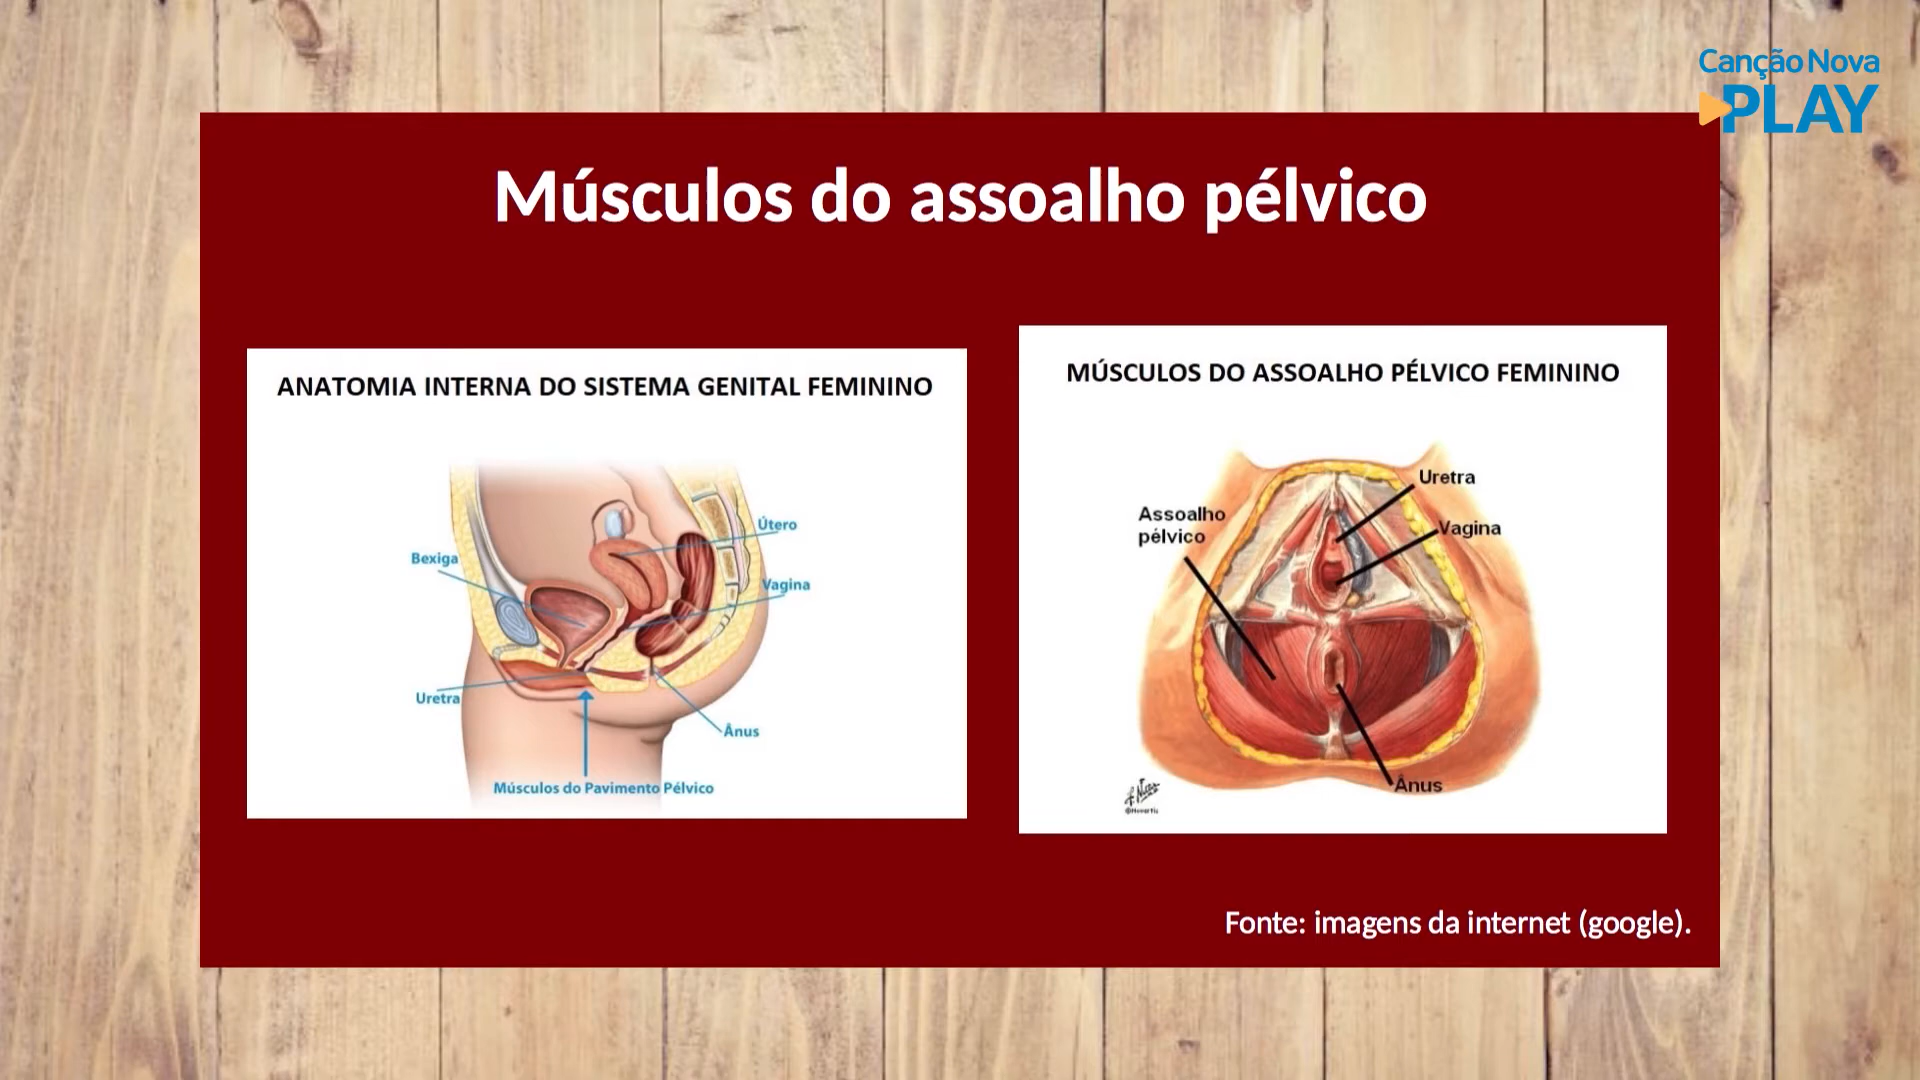 Canção Nova
PLAY
Músculos do assoalho pélvico
ANATOMIA INTERNA DO SISTEMA GENITAL FEMININO
Útero
Bexiga
Vagina
Uretra
Ânus
Músculos do Pavimento Pélvico
MÚSCULOS DO ASSOALHO PÉLVICO FEMININO
Uretra
Assoalho
pélvico
Vagina
Ânus
Fonte: imagens da internet (google).